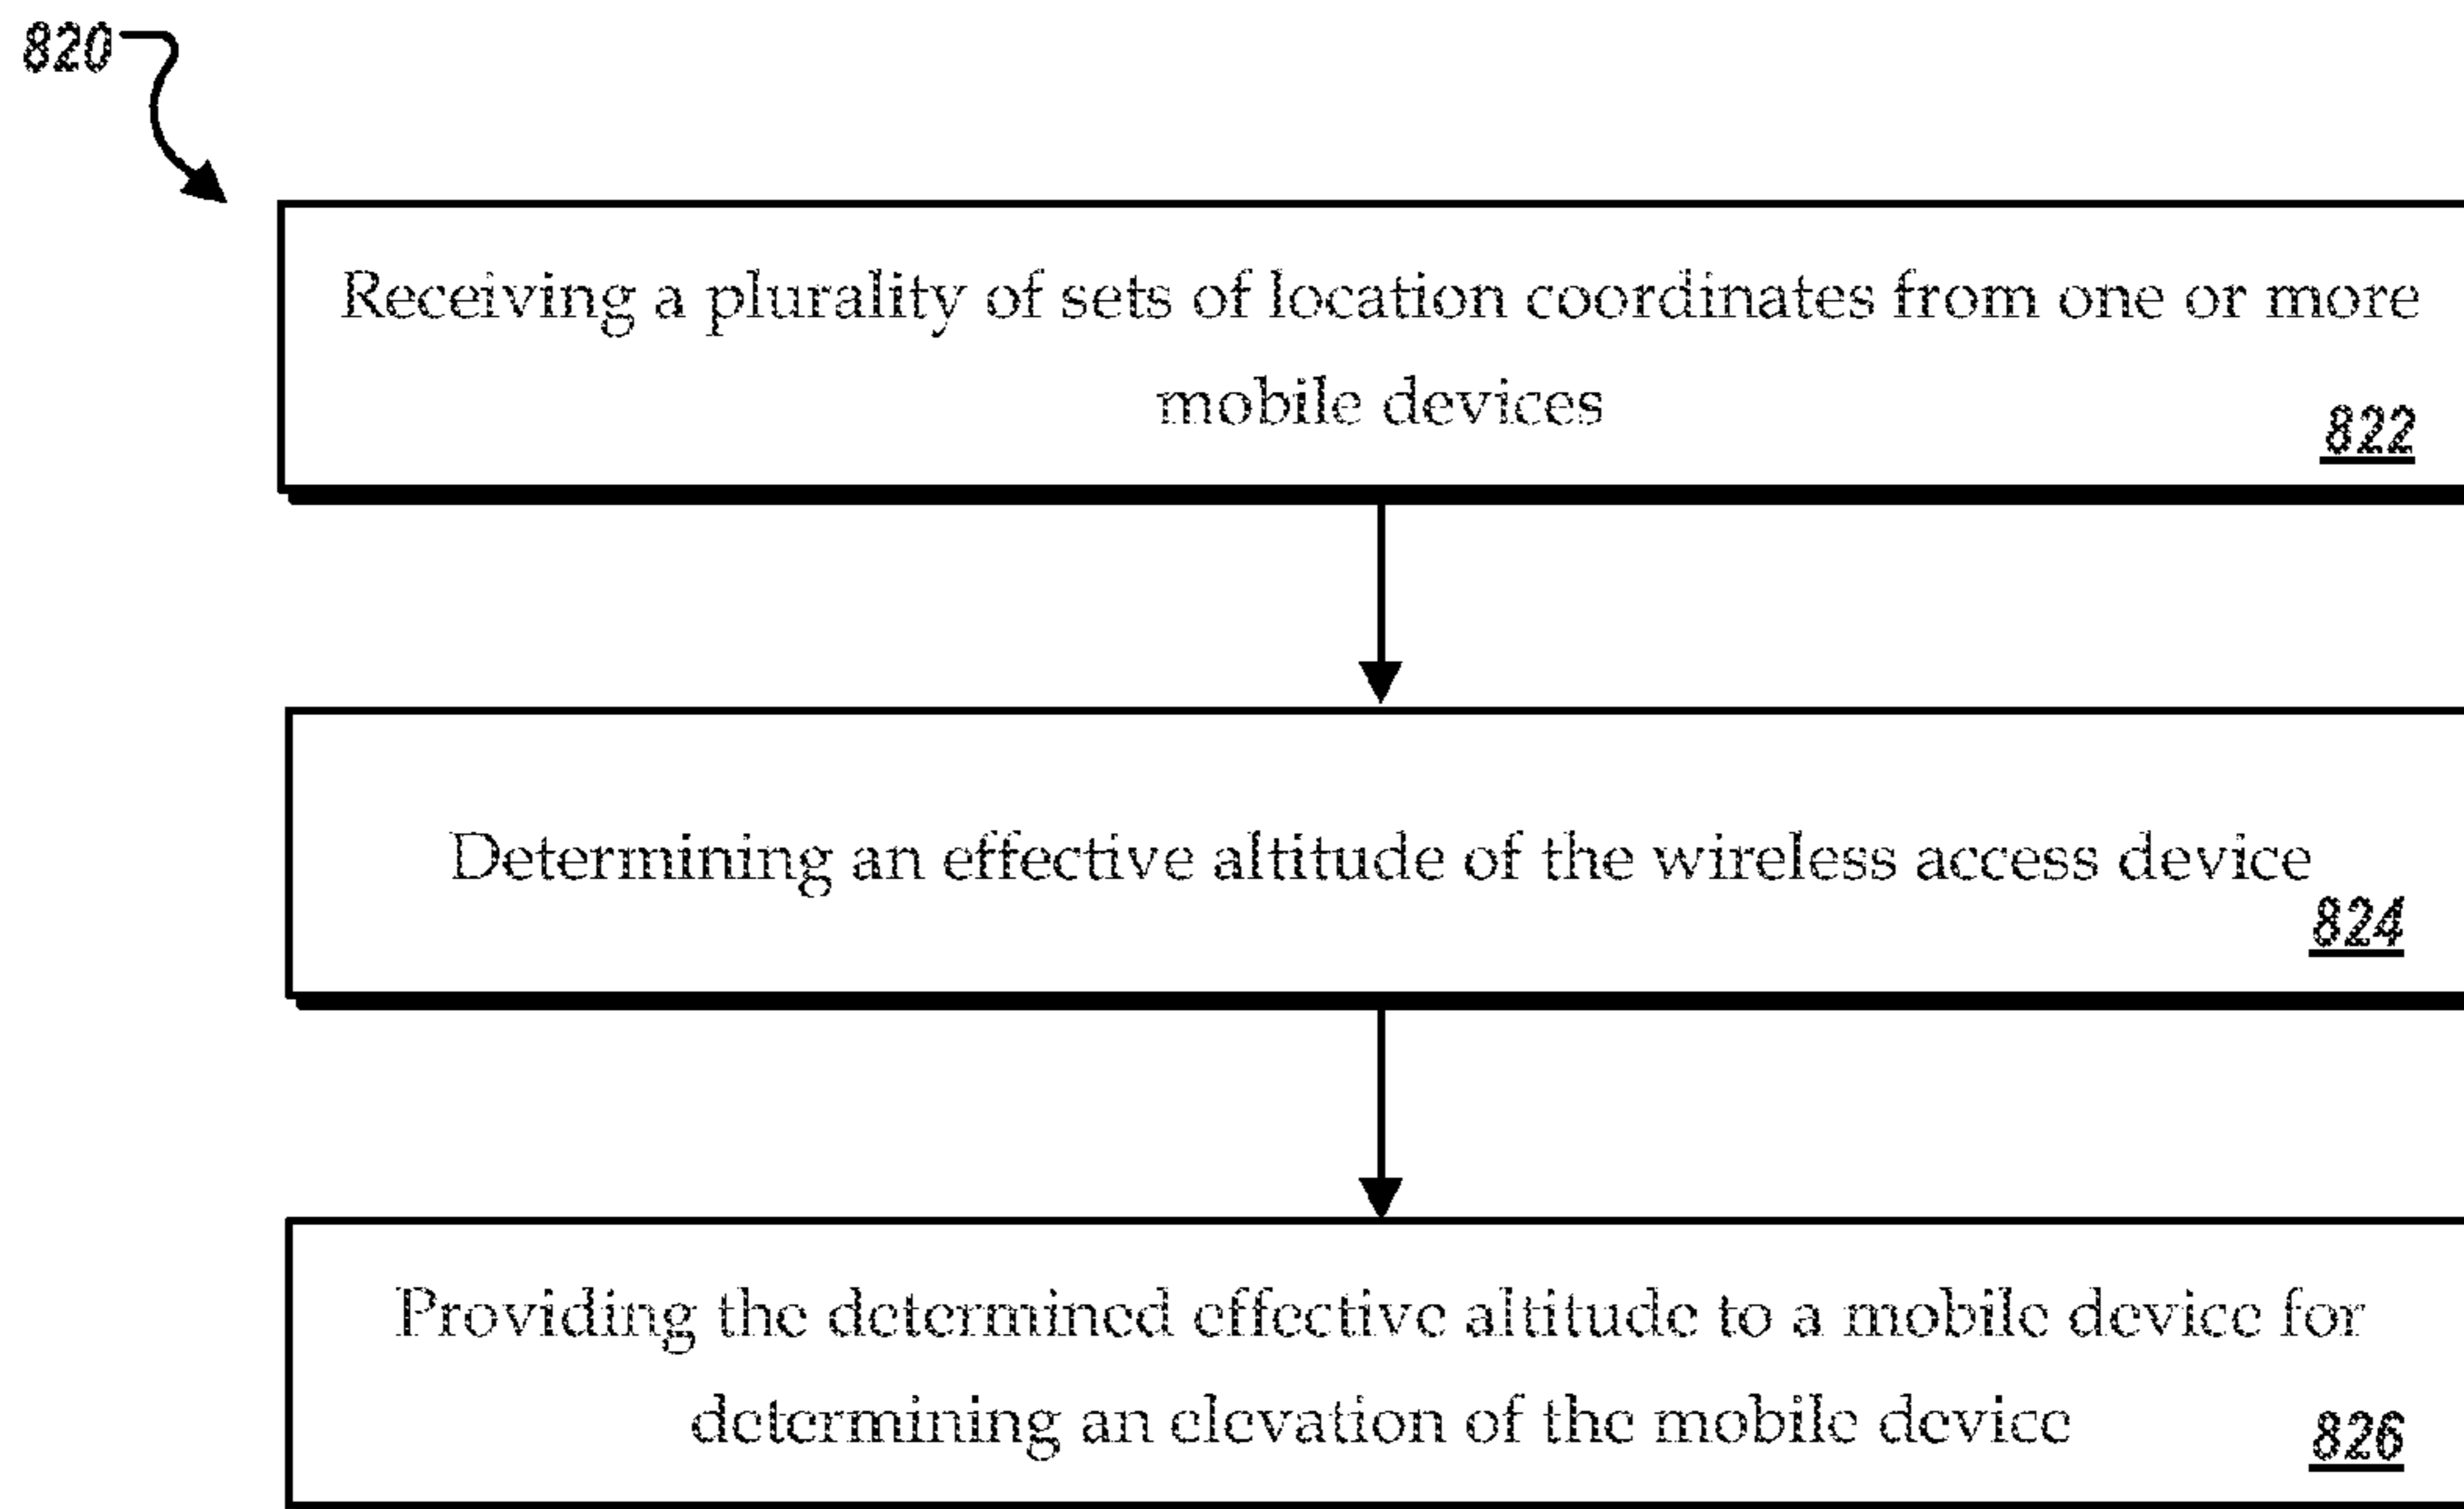 820
Receiving a plurality of sets of location coordinates from one or more
mobile devices
822
Determining an effective altitude of the wireless access device
824
Providing the determined effective altitude to a mobile device for
determining an elevation of the mobile device
826